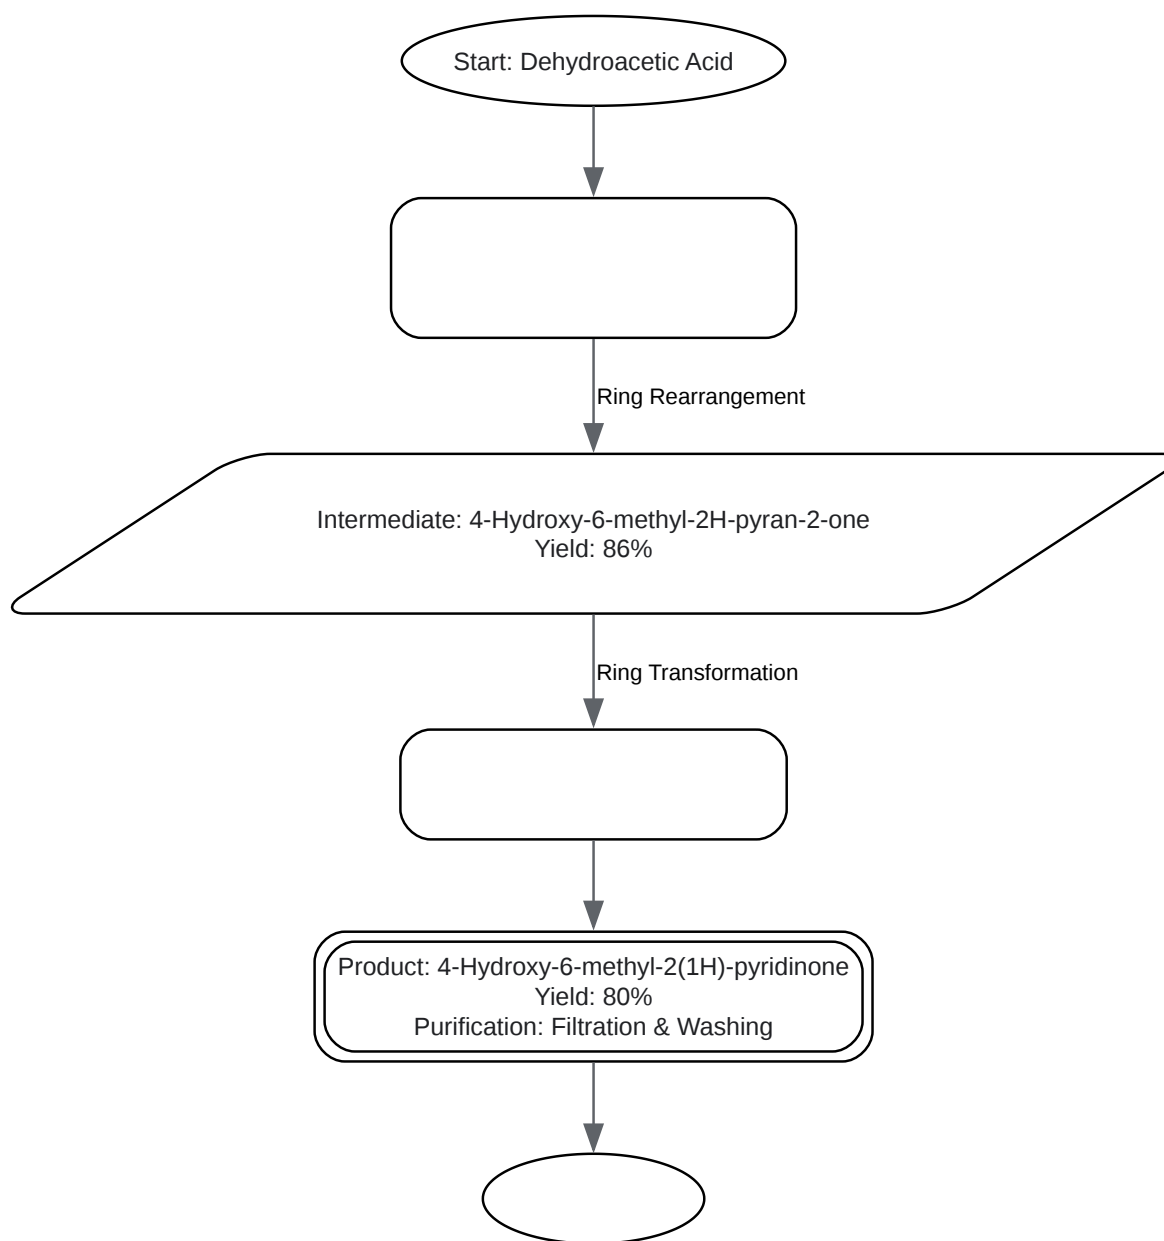 Start: Dehydroacetic Acid
Ring Rearrangement
Intermediate: 4-Hydroxy-6-methyl-2H-pyran-2-one
Yield: 86%
Ring Transformation
Product: 4-Hydroxy-6-methyl-2(1H)-pyridinone
Yield: 80%
Purification: Filtration & Washing